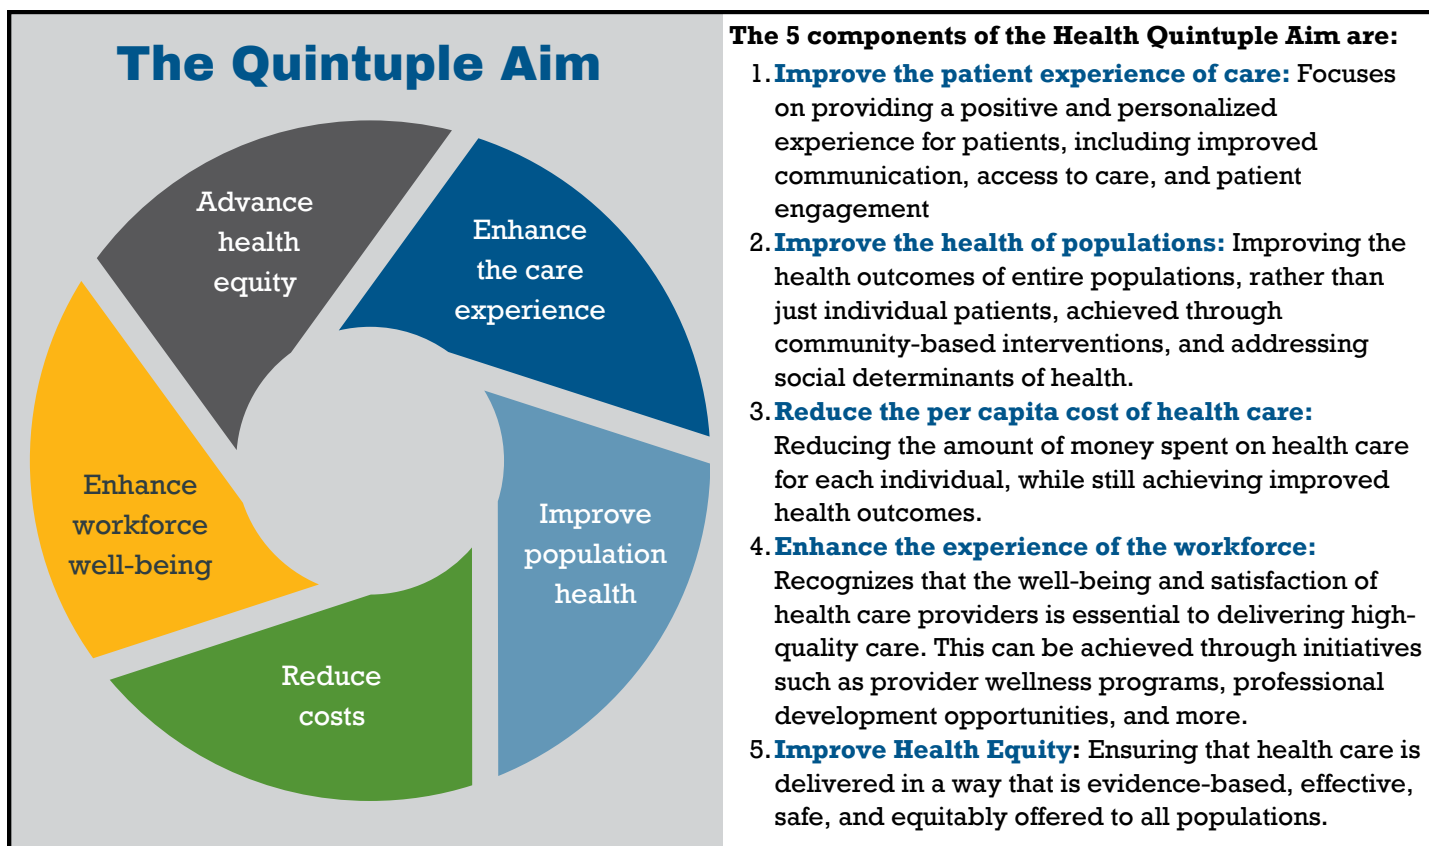 The Quintuple Aim
Advance
health
equity
Enhance
the care
experience
Improve
population
health
Reduce
costs
Enhance
workforce
well-being
The 5 components of the Health Quintuple Aim are:
1. Improve the patient experience of care: Focuses
on providing a positive and personalized
experience for patients, including improved
communication, access to care, and patient
engagement
2. Improve the health of populations: Improving the
health outcomes of entire populations, rather than
just individual patients, achieved through
community-based interventions, and addressing
social determinants of health.
3. Reduce the per capita cost of health care:
Reducing the amount of money spent on health care
for each individual, while still achieving improved
health outcomes.
4. Enhance the experience of the workforce:
Recognizes that the well-being and satisfaction of
health care providers is essential to delivering high-
quality care. This can be achieved through initiatives
such as provider wellness programs, professional
development opportunities, and more.
5. Improve Health Equity: Ensuring that health care is
delivered in a way that is evidence-based, effective,
safe, and equitably offered to all populations.